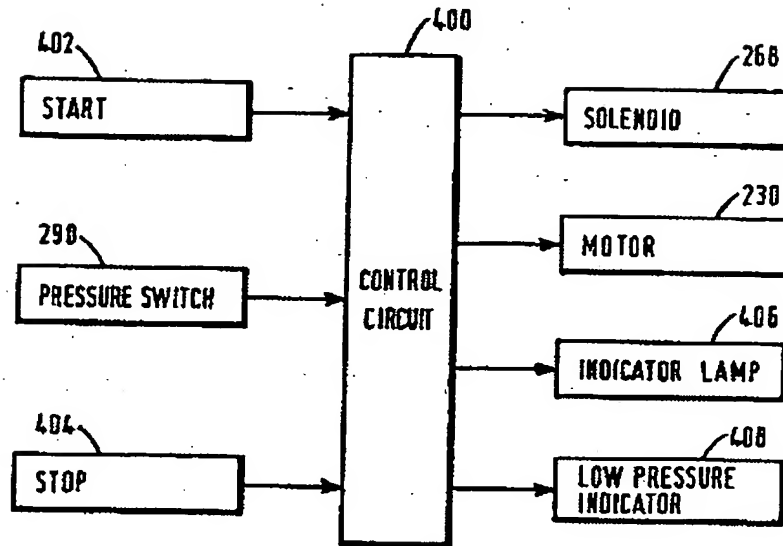 400
402
START
268
SOLENOID
290
PRESSURE SWITCH
CONTROL
CIRCUIT
230
MOTOR
406
INDICATOR LAMP
404
STOP
408
LOW PRESSURE
INDICATOR